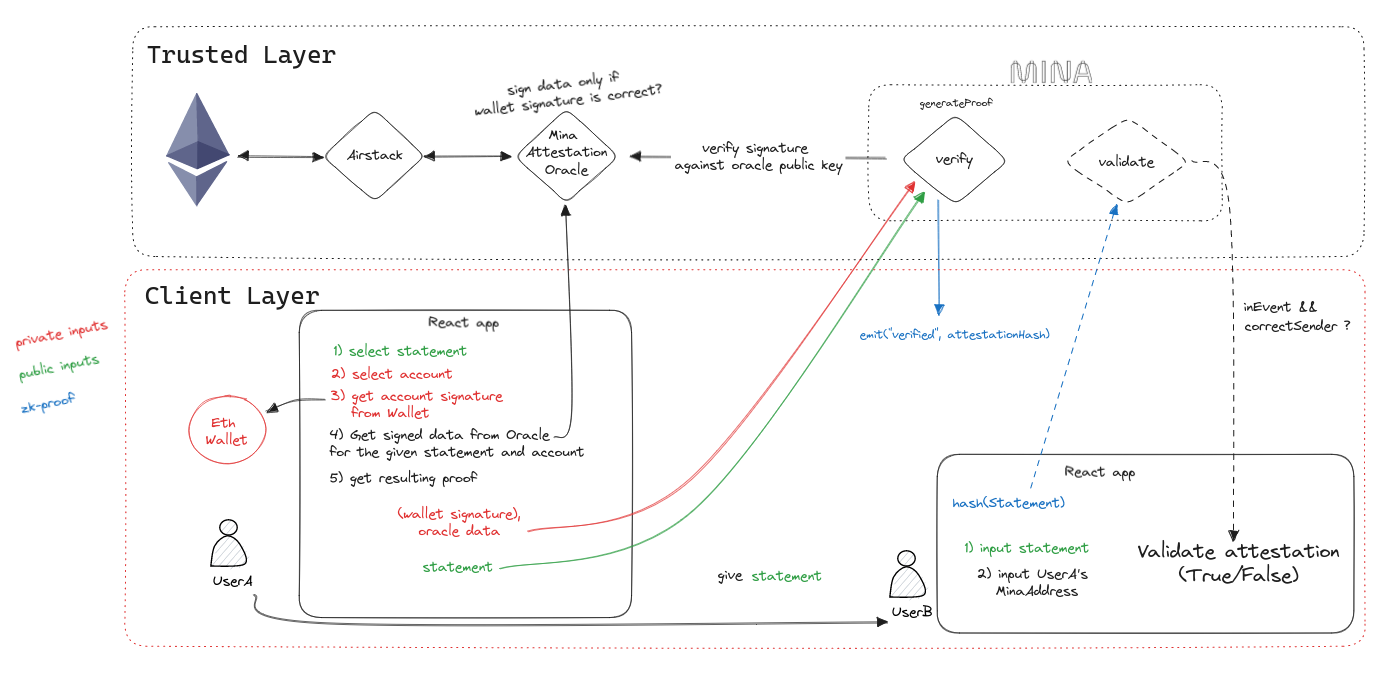 Trusted Layer
MINA
sign data only if
wallet signature is correct?
generateProof
Airstack
Mina
Attestation
Oracle
verify signature
against oracle public key
verify
validate
Client Layer
private inputs
public inputs
zk-proof
React app
1) select statement
2) select account
3) get account signature
from Wallet
4) Get signed data from Oracle
for the given statement and account
5) get resulting proof
(wallet signature),
oracle data
statement
Eth
Wallet
UserA
emit("verified", attestationHash)
inEvent &&
correctSender ?
give statement
UserB
React app
hash(Statement)
1) input statement
2) input UserA's
MinaAddress
Validate attestation
(True/False)